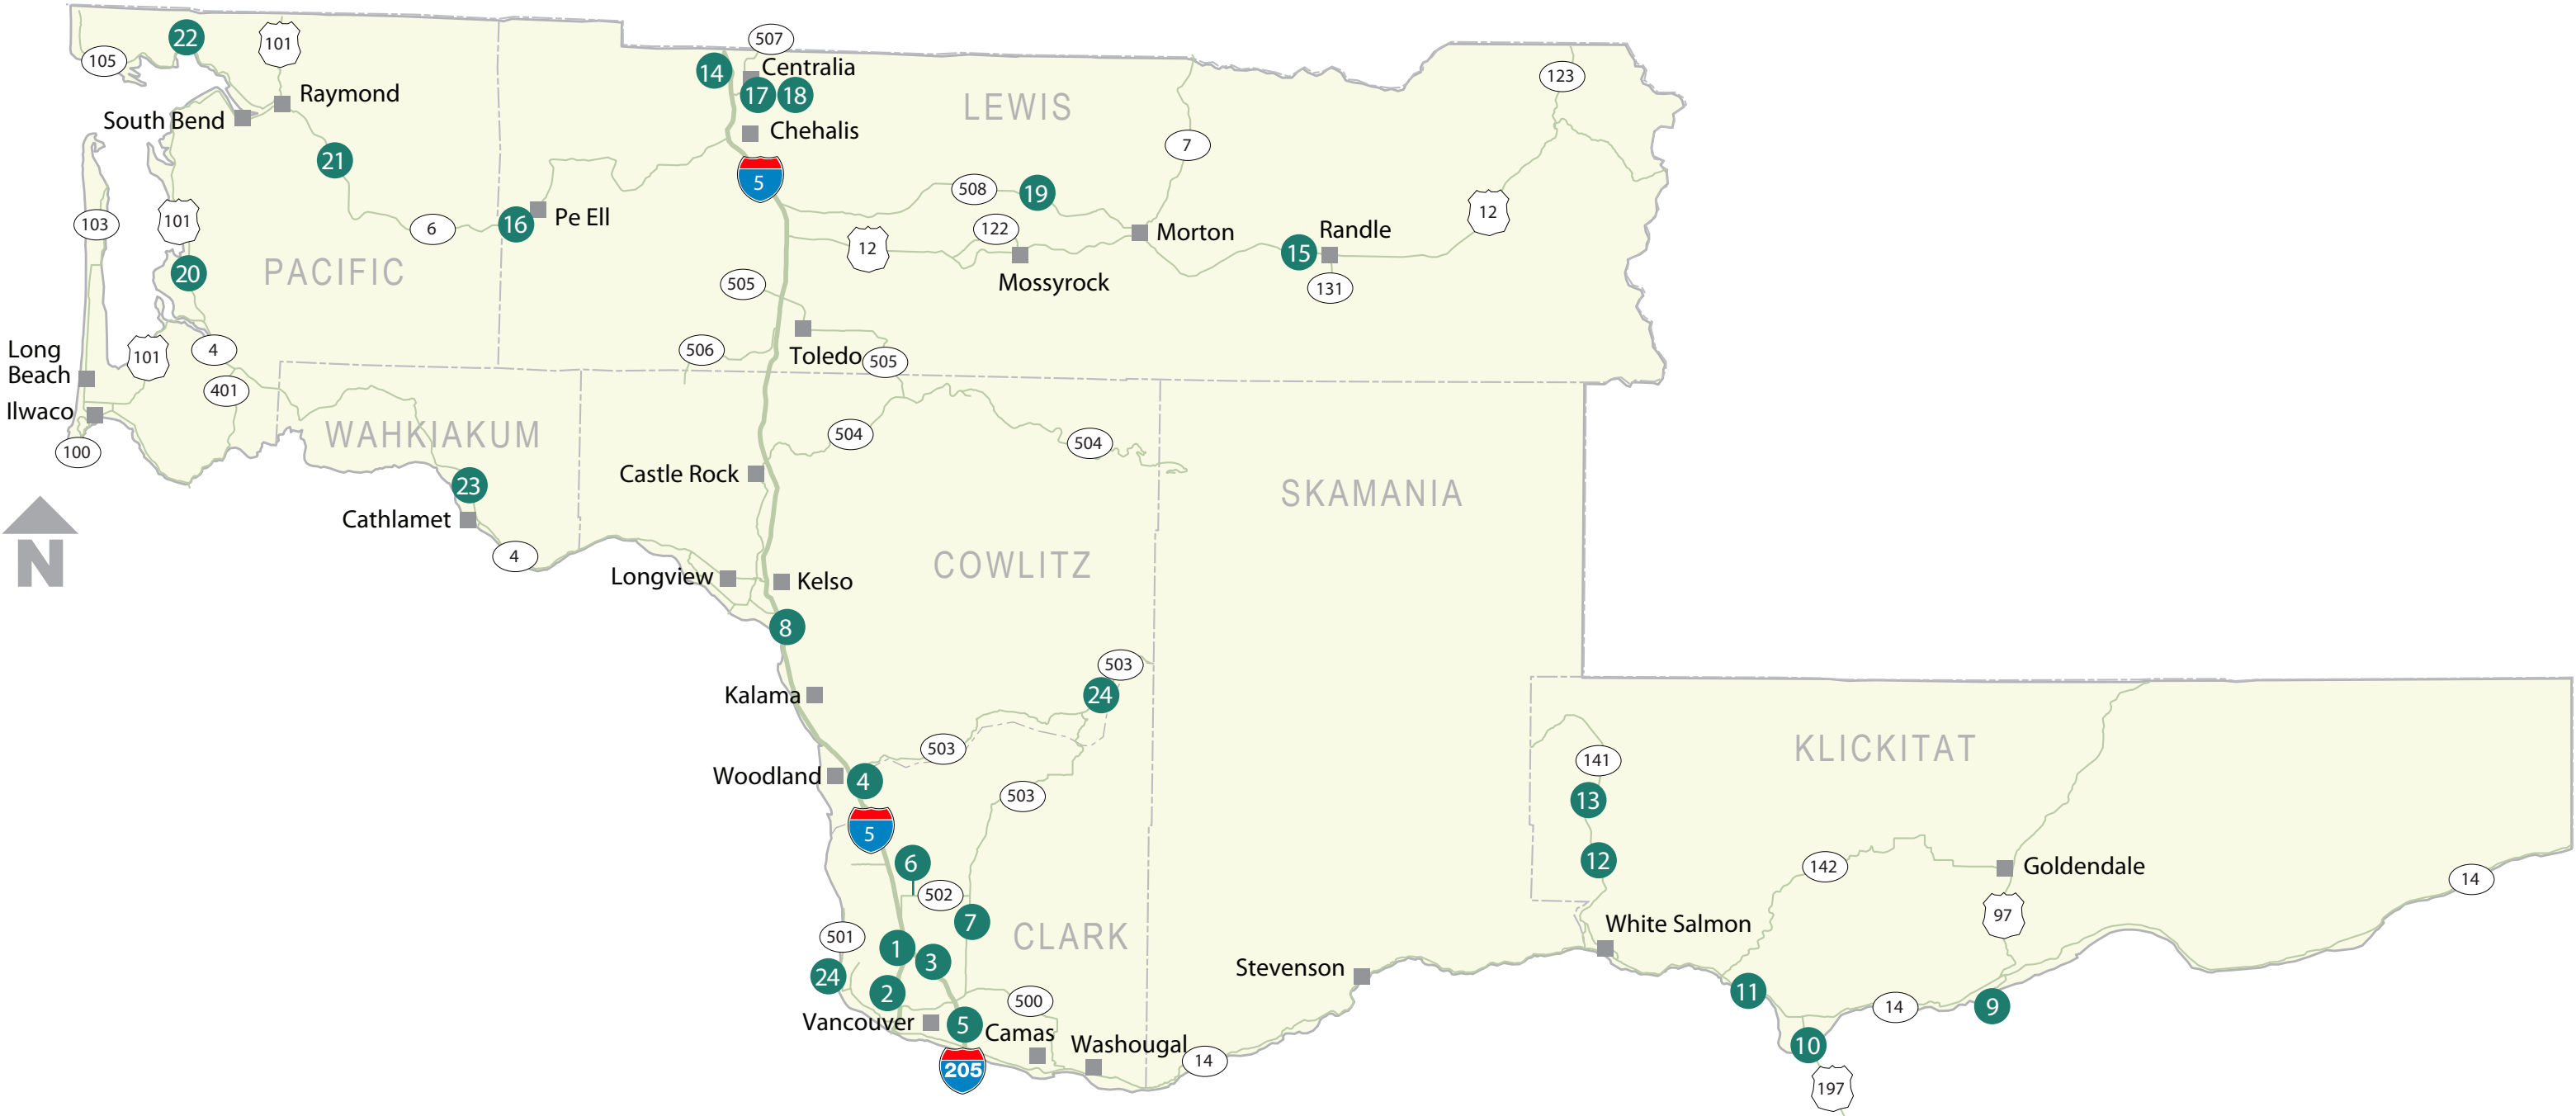 22
101
507
105
14
Centralia
123
17
18
Raymond
LEWIS
South Bend
Chehalis
7
21
5
508
19
103
101
16
Pe Ell
6
122
12
Morton
12
Randle
15
20
PACIFIC
Mossyrock
505
131
101
4
506
Toledo
505
Long
Beach
401
Ilwaco
WAHKIAKUM
504
504
100
Castle Rock
SKAMANIA
23
Cathlamet
N
4
COWLITZ
Longview
Kelso
8
503
Kalama
24
503
KLICKITAT
141
Woodland
4
503
13
5
6
12
142
Goldendale
14
502
7
97
White Salmon
501
CLARK
1
3
Stevenson
24
2
11
500
14
9
Vancouver
5
Camas
Washougal
10
14
205
197